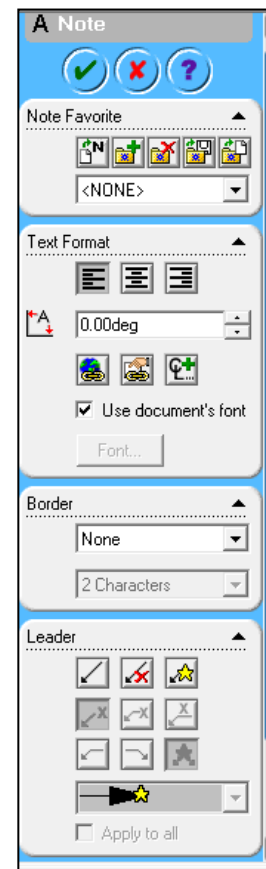 A Note
Note Favorite
<NONE>
Text Format
0.00deg
Use document's font
Font...
Border
None
2 Characters
Leader
Apply to all